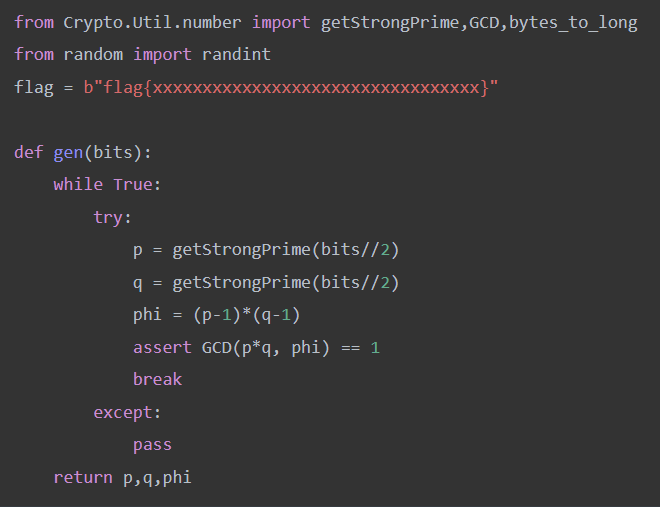 from Crypto.Util.number import getStrongPrime,GCD,bytes_to_long
from random import randint
flag = b"flag{xxxxxxxxxxxxxxxxxxxxxxxxxxxxxxxxx}"

def gen(bits):
    while True:
        try:
            p = getStrongPrime(bits//2)
            q = getStrongPrime(bits//2)
            phi = (p-1)*(q-1)
            assert GCD(p*q, phi) == 1
            break
        except:
            pass
    return p,q,phi